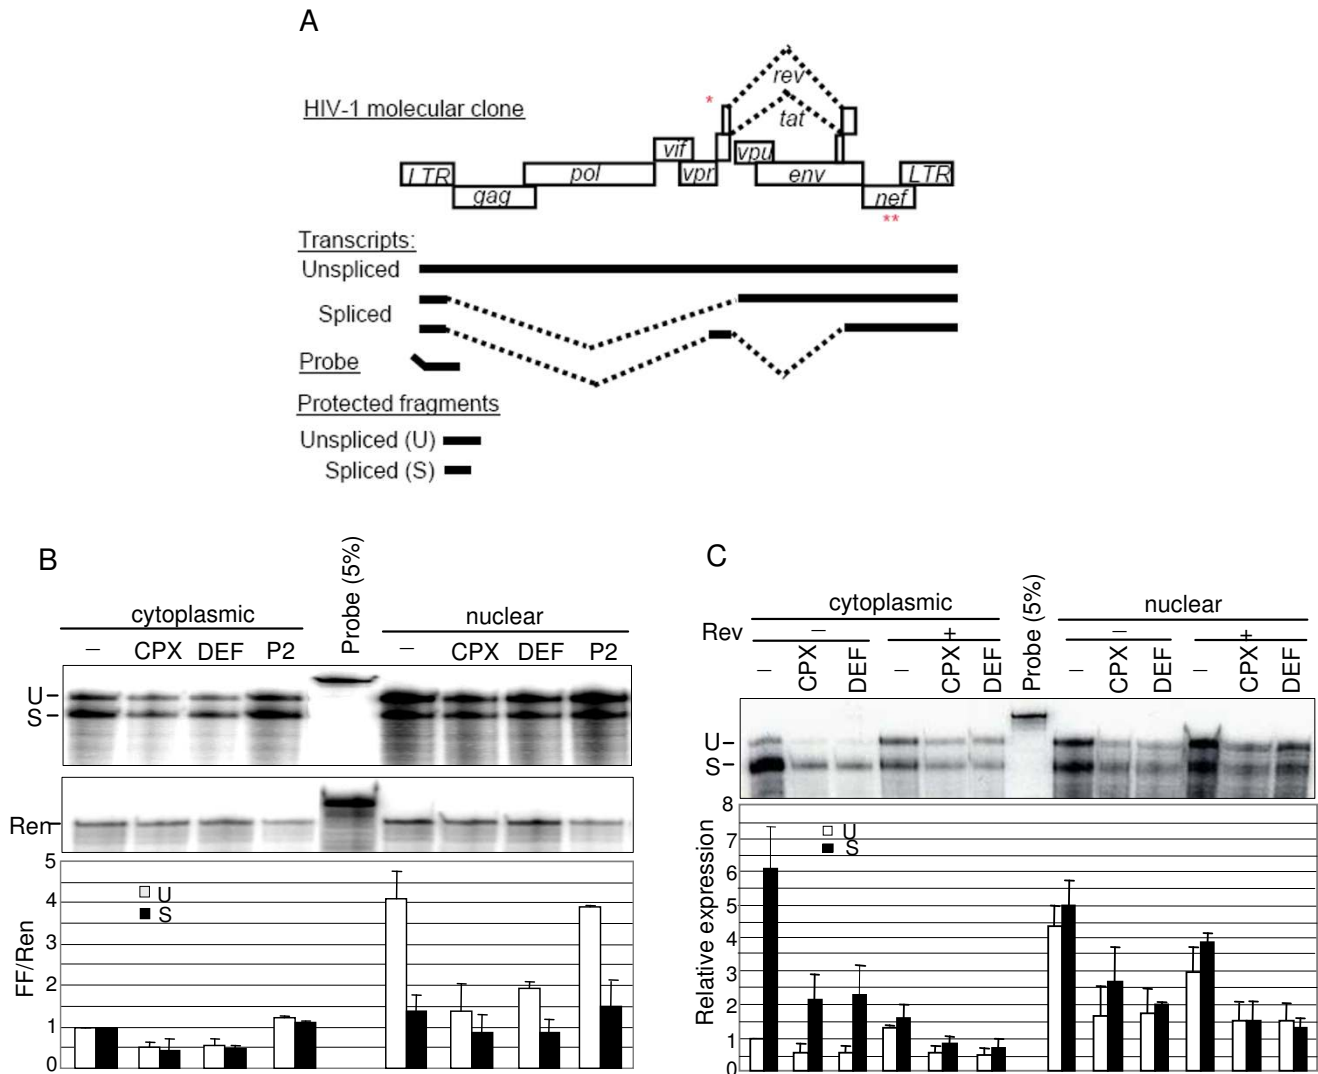 A
HIV-1 molecular clone
*
rev
tat
vif
vpu
LTR
pol
vpr
env
LTR
gag
nef
**
Transcripts:
Unspliced
Spliced
Probe
Protected fragments
Unspliced (U)
Spliced (S)
B
cytoplasmic
Probe (5%)
nuclear
– CPX DEF P2
– CPX DEF P2
U
S
Ren
FF/Ren
5
4
3
2
1
0
U
S
C
cytoplasmic
Probe (5%)
nuclear
Rev – + – +
– CPX DEF – CPX DEF
– CPX DEF – CPX DEF
U
S
Relative expression
8
7
6
5
4
3
2
1
0
U
S